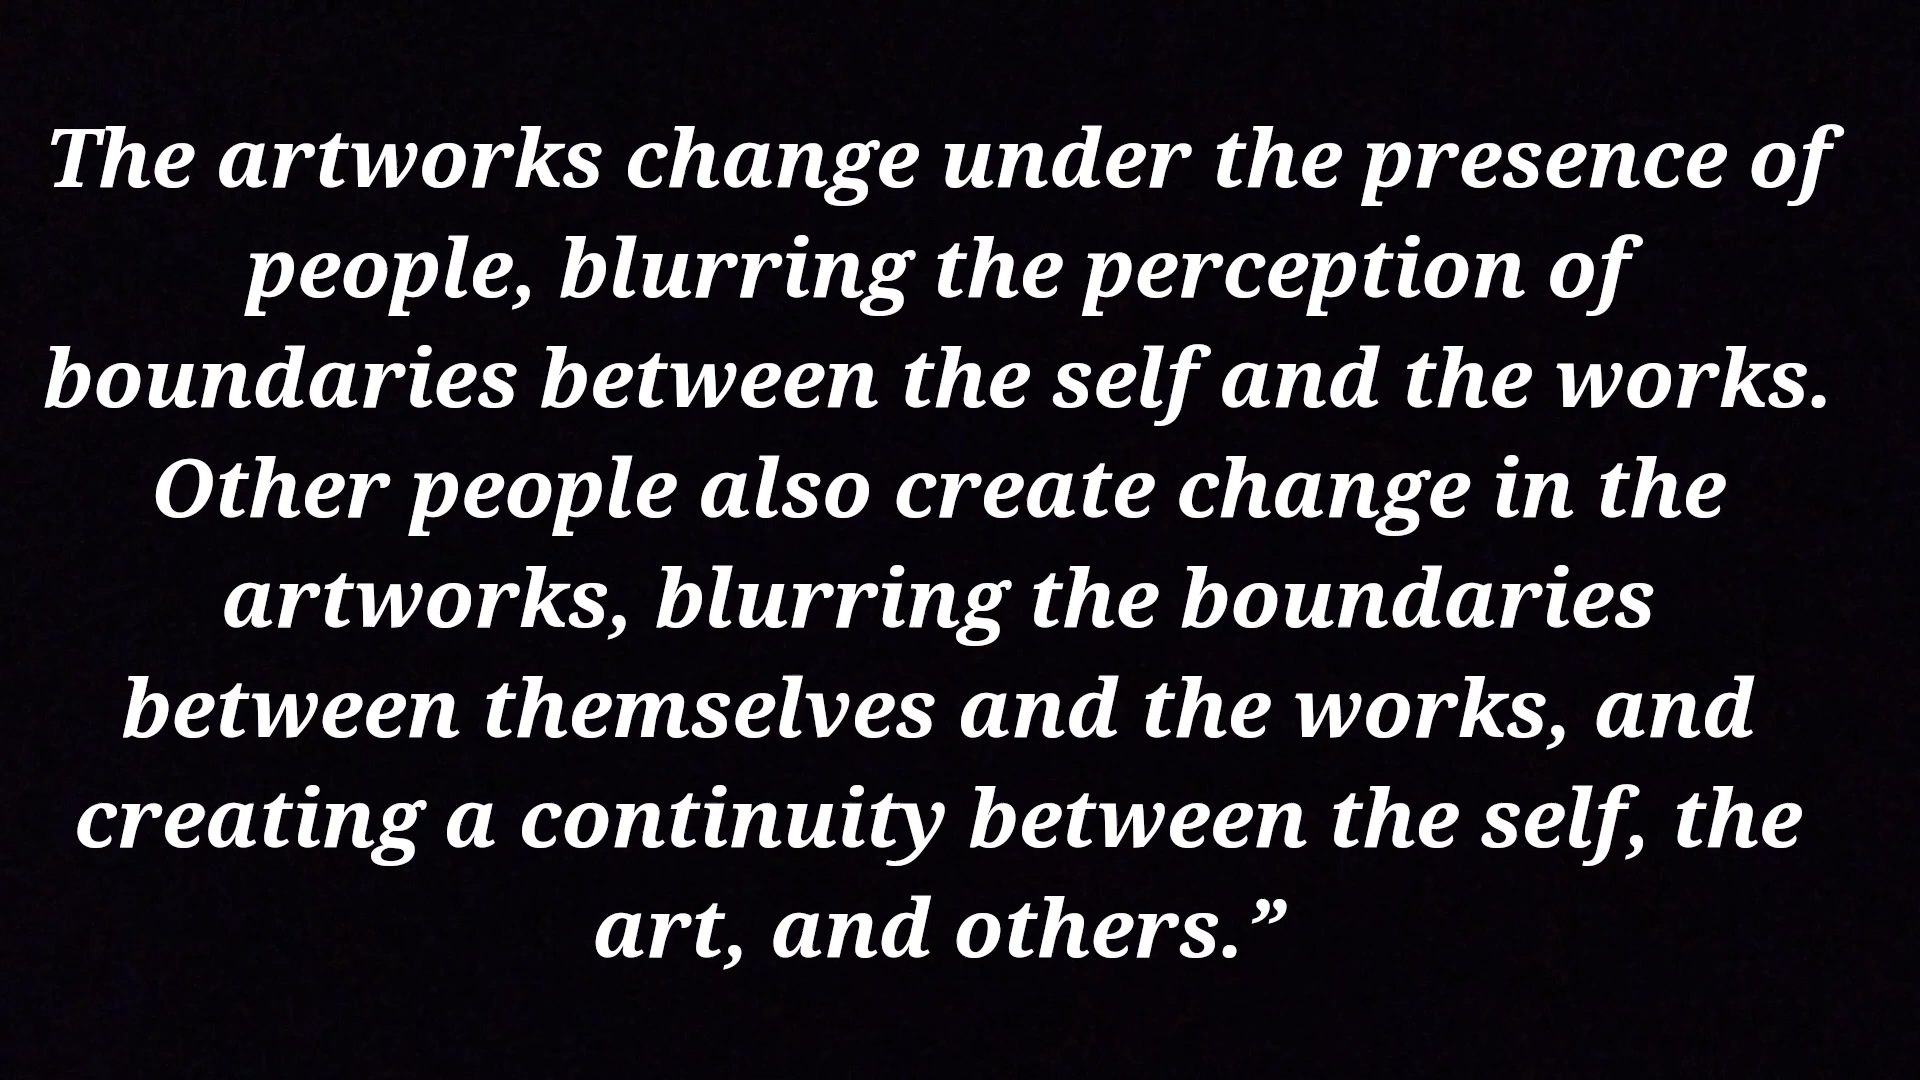 The artworks change under the presence of
people, blurring the perception of
boundaries between the self and the works.
Other people also create change in the
artworks, blurring the boundaries
between themselves and the works, and
creating a continuity between the self, the
art, and others.”